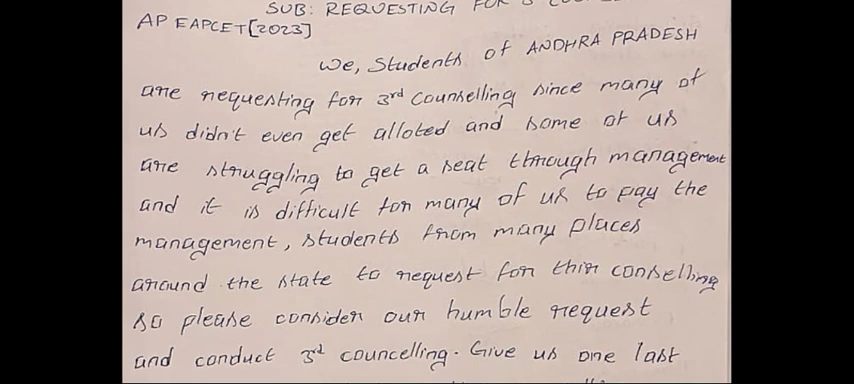 SUB: REQUESTING FOR 3
AP EAPCET[2023]
We, Students of ANDHRA PRADESH
are requesting for 3rd Counselling since many of
us didn't even get alloted and some of us
are struggling to get a seat through management
and it is difficult for many of us to pay the
management, students from many places
around the state to request for this conselling
so please consider our humble request
and conduct 3rd councelling. Give us one last